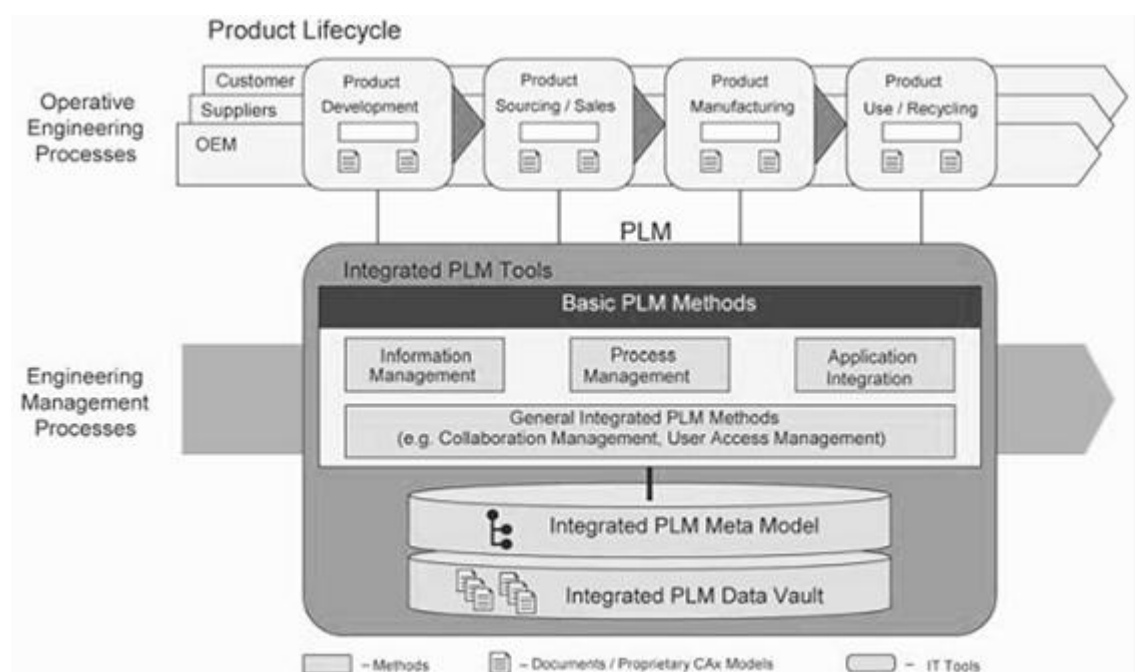 Product Lifecycle
Operative
Engineering
Processes
Customer
Suppliers
OEM
Product
Development
Product
Sourcing / Sales
Product
Manufacturing
Product
Use / Recycling
PLM
Integrated PLM Tools
Basic PLM Methods
Engineering
Management
Processes
Information
Management
Process
Management
Application
Integration
General Integrated PLM Methods
(e.g. Collaboration Management, User Access Management)
Integrated PLM Meta Model
Integrated PLM Data Vault
– Methods
– Documents / Proprietary CAx Models
– IT Tools